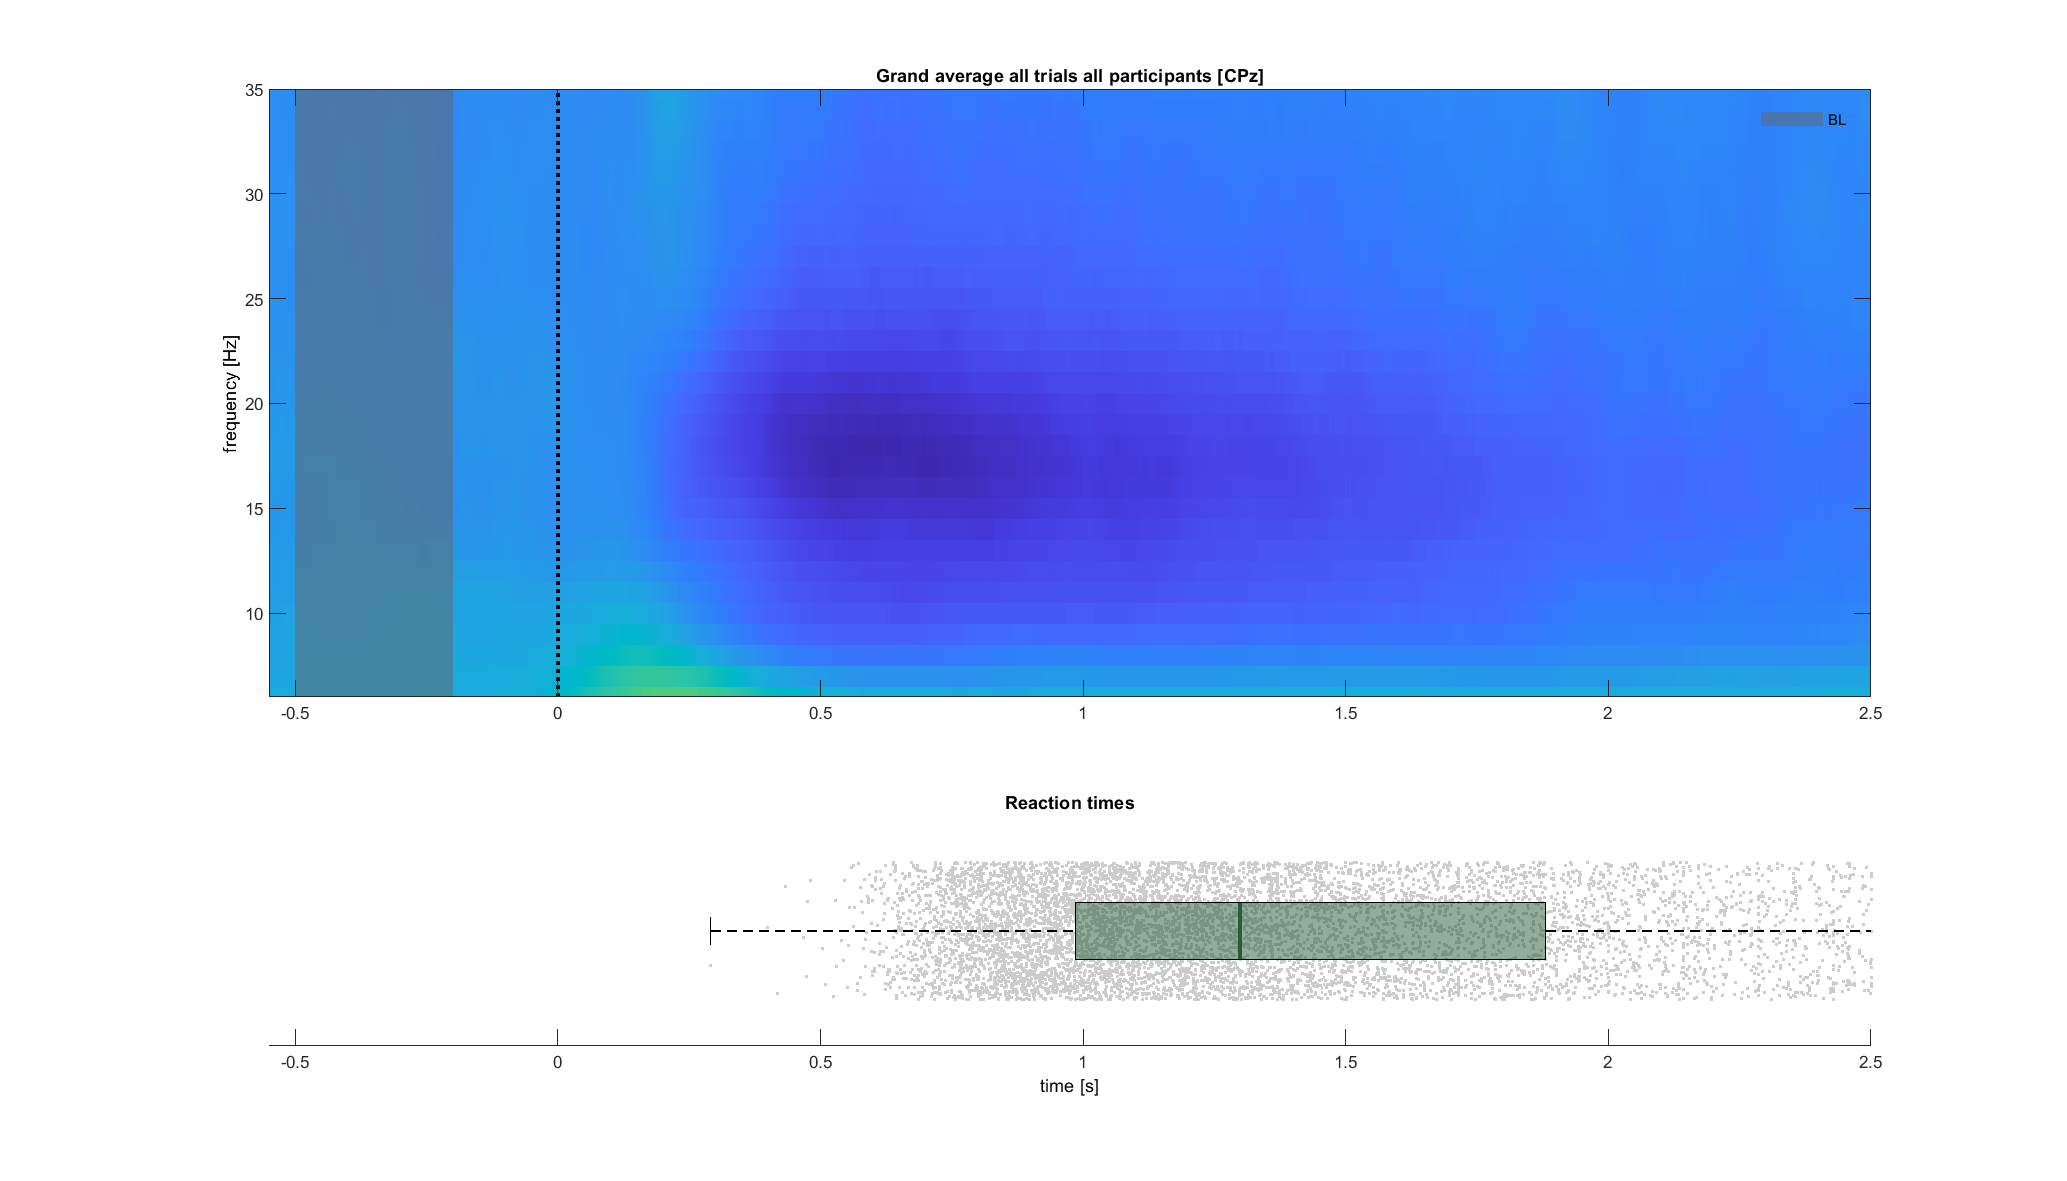 Grand average all trials all participants [CPz]
35
BL
30
25
frequency [Hz]
20
15
10
-0.5 0 0.5 1 1.5 2 2.5
Reaction times
-0.5 0 0.5 1 1.5 2 2.5
time [s]